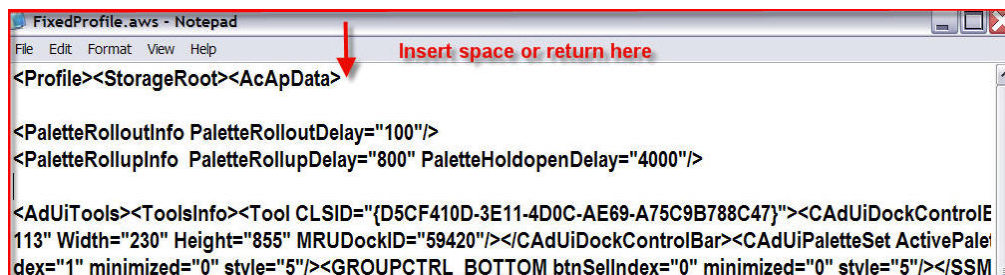 FixedProfile.aws - Notepad
File Edit Format View Help
Insert space or return here
<Profile><StorageRoot><AcApData>
<PaletteRolloutInfo PaletteRolloutDelay="100"/>
<PaletteRollupInfo PaletteRollupDelay="800" PaletteHoldopenDelay="4000"/>
<AdUiTools><ToolsInfo><Tool CLSID="{D5CF410D-3E11-4D0C-AE69-A75C9B788C47}"><CAdUiDockControlE
113" Width="230" Height="855" MRUDockID="59420"/></CAdUiDockControlBar><CAdUiPaletteSet ActivePalet
dex="1" minimized="0" style="5"/><GROUPCTRL_BOTTOM btnSelIndex="0" minimized="0" style="5"/></SSM